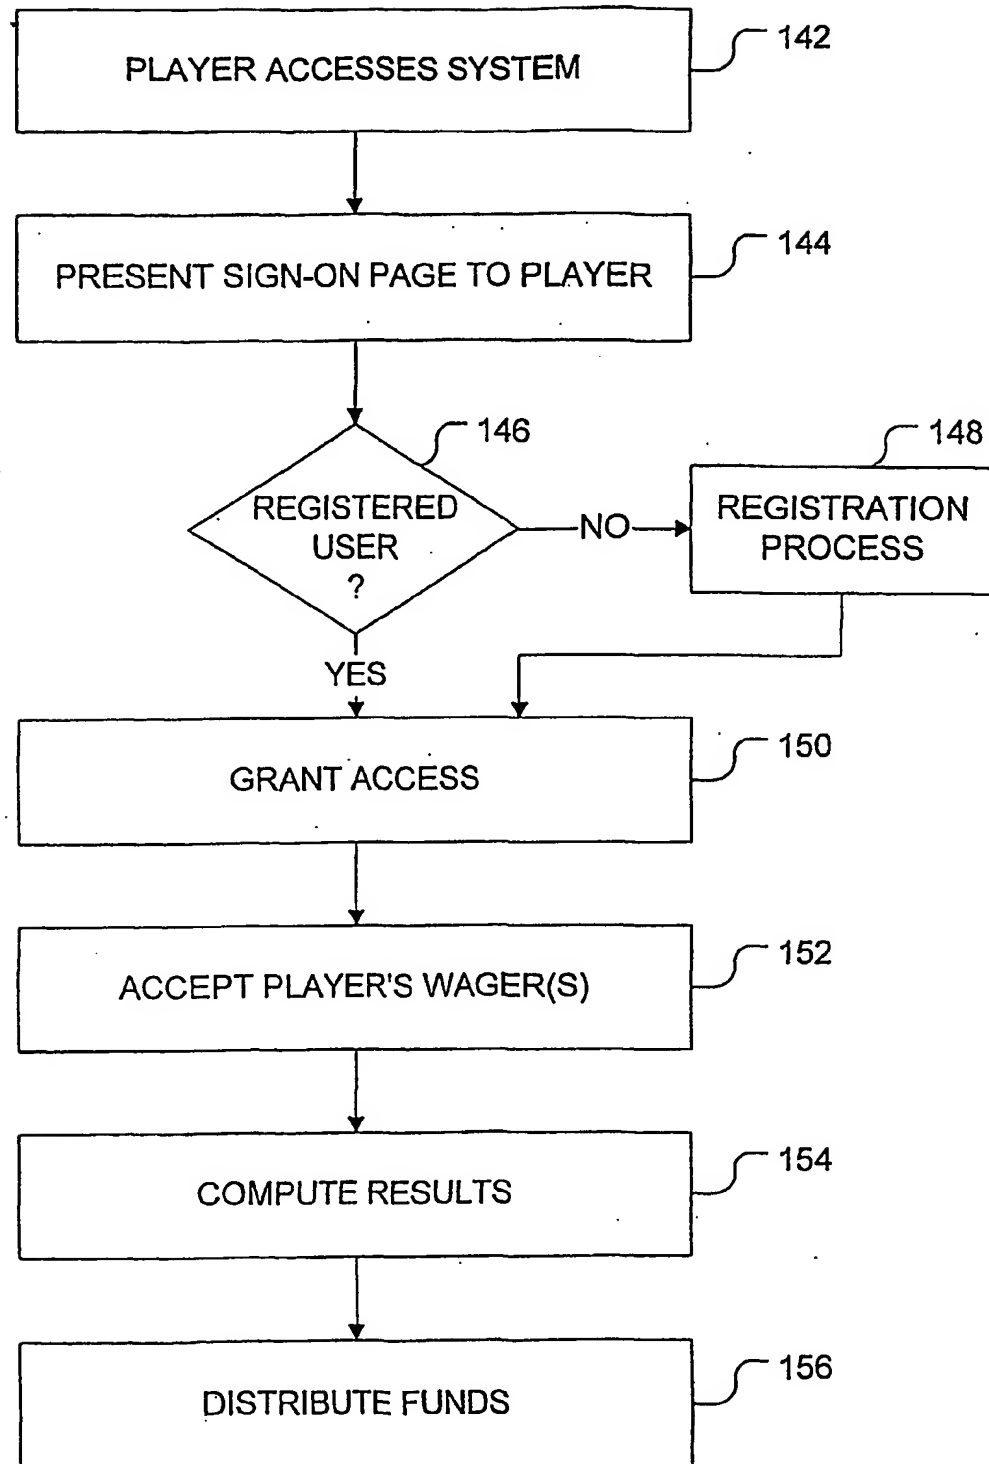 PLAYER ACCESSES SYSTEM
142
PRESENT SIGN-ON PAGE TO PLAYER
144
146
REGISTERED
USER
?
NO
148
REGISTRATION
PROCESS
YES
GRANT ACCESS
150
ACCEPT PLAYER'S WAGER(S)
152
COMPUTE RESULTS
154
DISTRIBUTE FUNDS
156